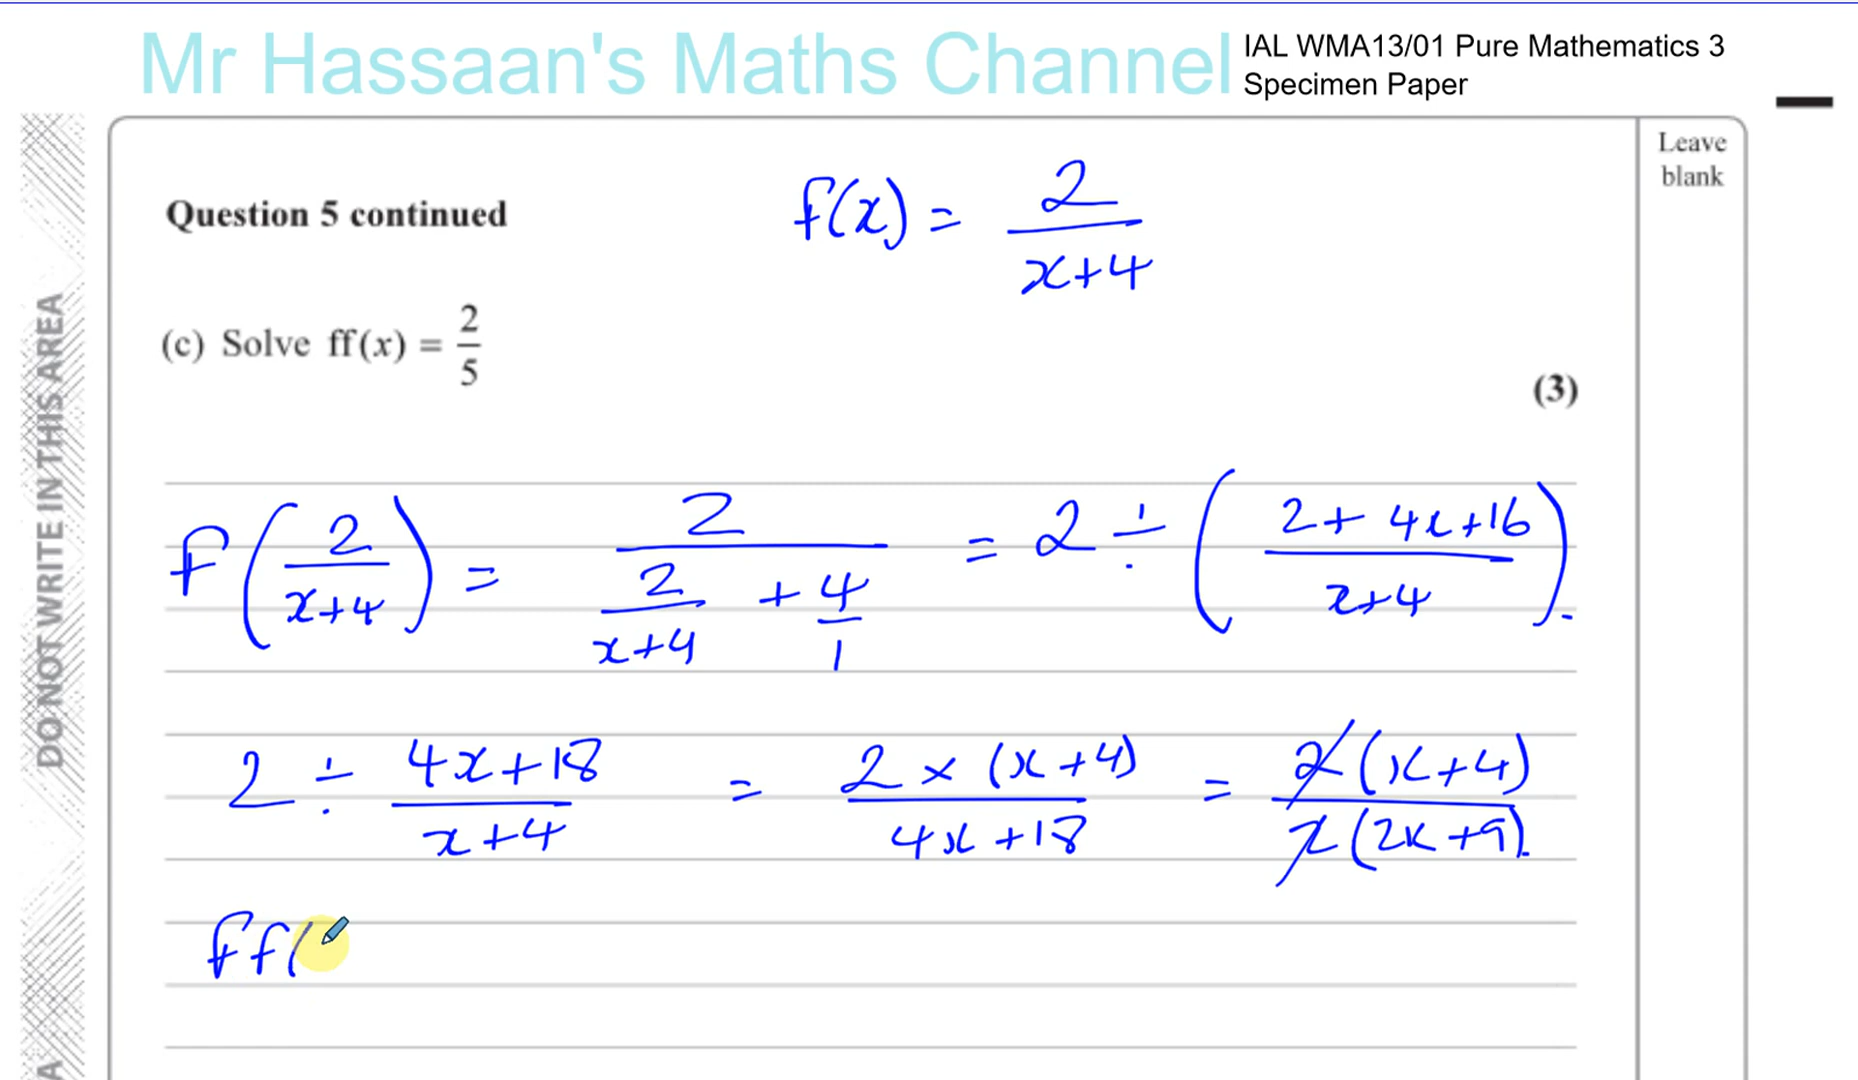 Mr Hassaan's Maths Channel
IAL WMA13/01 Pure Mathematics 3
Specimen Paper
Leave
blank
Question 5 continued
f(x) = 2/(x+4)
(c) Solve ff(x) = 2/5
(3)
f(2/(x+4)) = 2/(2/(x+4) + 4/1) = 2 ÷ ((2+4x+16)/(x+4))
2 ÷ (4x+18)/(x+4) = (2×(x+4))/(4x+18) = (2(x+4))/(2(2x+9))
ff(
DO NOT WRITE IN THIS AREA
A